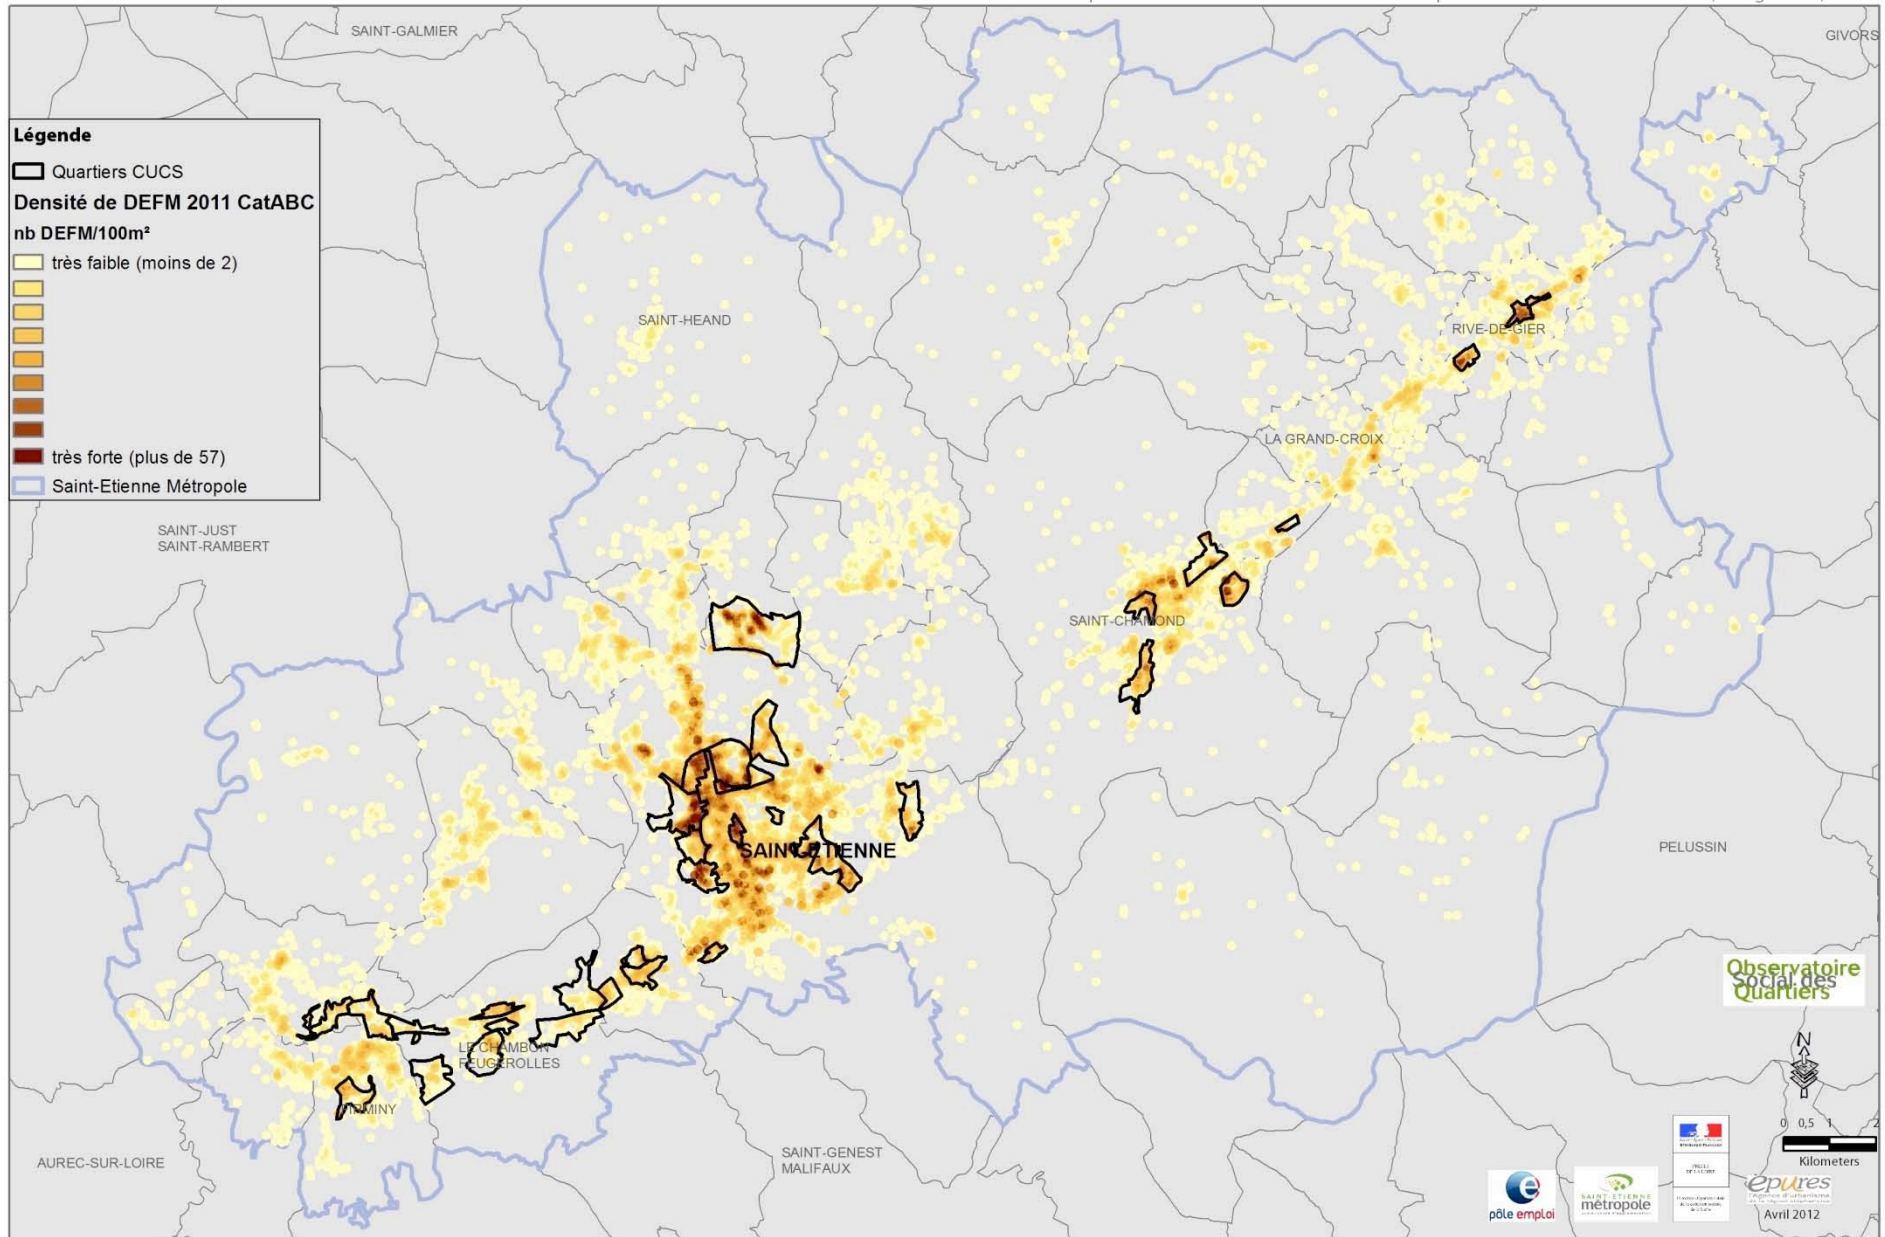 SAINT-GALMIER
GIVORS
Légende
Quartiers CUCS
Densité de DEFM 2011 CatABC
nb DEFM/100m²
très faible (moins de 2)
très forte (plus de 57)
Saint-Etienne Métropole
SAINT-HEAND
RIVE-DE-GIER
LA GRAND-CROIX
SAINT-JUST
SAINT-RAMBERT
SAINT-CHAMOND
SAINT-ETIENNE
PELUSSIN
LE CHAMBON
FEUGEROLLES
FIRMINY
AUREC-SUR-LOIRE
SAINT-GENEST
MALIFAUX
Observatoire
Social des
Quartiers
N
0 0,5 1 2
Kilometers
pôle emploi
SAINT-ETIENNE
métropole
épures
Avril 2012